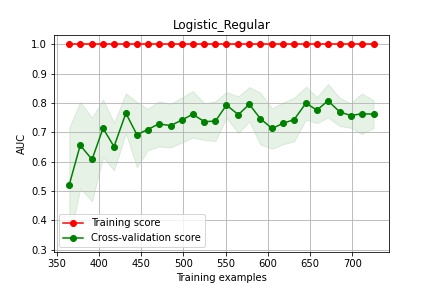 Logistic_Regular
1.0
0.9
0.8
0.7
0.6
0.5
0.4
0.3
AUC
Training score
Cross-validation score
350 400 450 500 550 600 650 700
Training examples